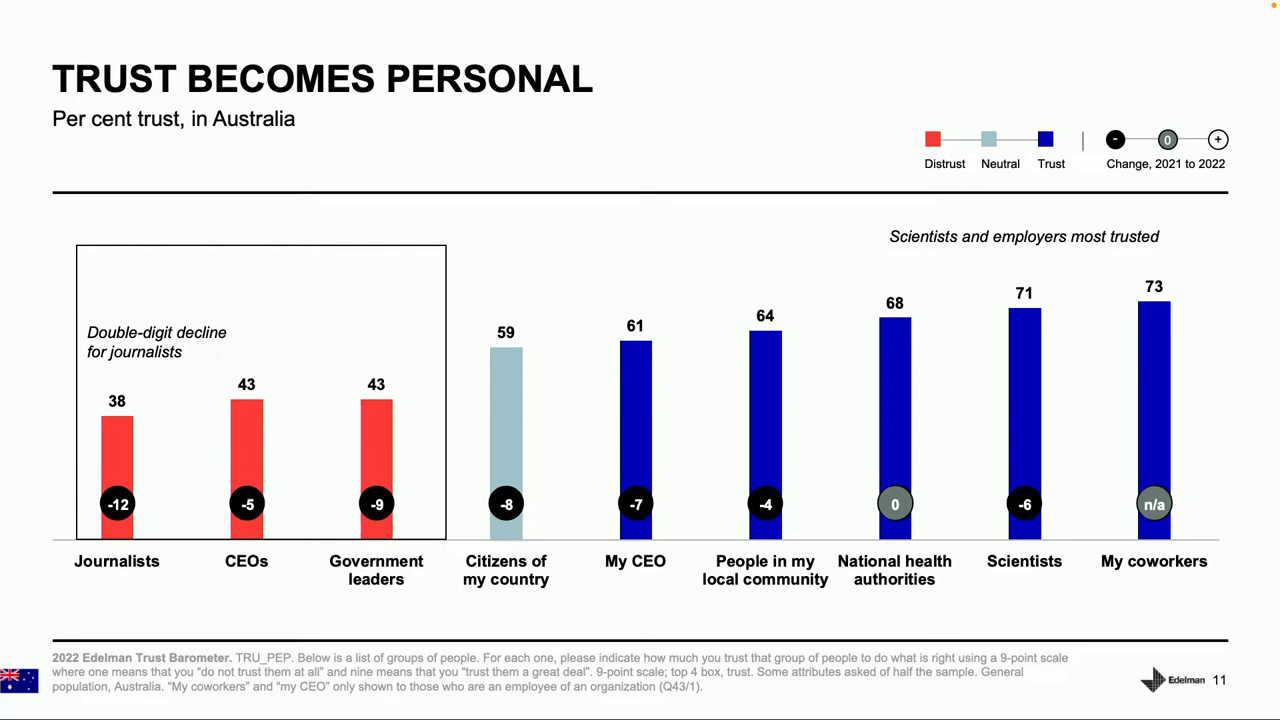 TRUST BECOMES PERSONAL
Per cent trust, in Australia
- 0 +
Distrust Neutral Trust Change, 2021 to 2022
Scientists and employers most trusted
Double-digit decline
for journalists
38 43 43 59 61 64 68 71 73
-12 -5 -9 -8 -7 -4 0 -6 n/a
Journalists CEOs Government leaders Citizens of my country My CEO People in my local community National health authorities Scientists My coworkers
2022 Edelman Trust Barometer. TRU_PEP. Below is a list of groups of people. For each one, please indicate how much you trust that group of people to do what is right using a 9-point scale
where one means that you “do not trust them at all” and nine means that you “trust them a great deal”. 9-point scale; top 4 box, trust. Some attributes asked of half the sample. General
population, Australia. “My coworkers” and “my CEO” only shown to those who are an employee of an organization (Q43/1).
Edelman 11